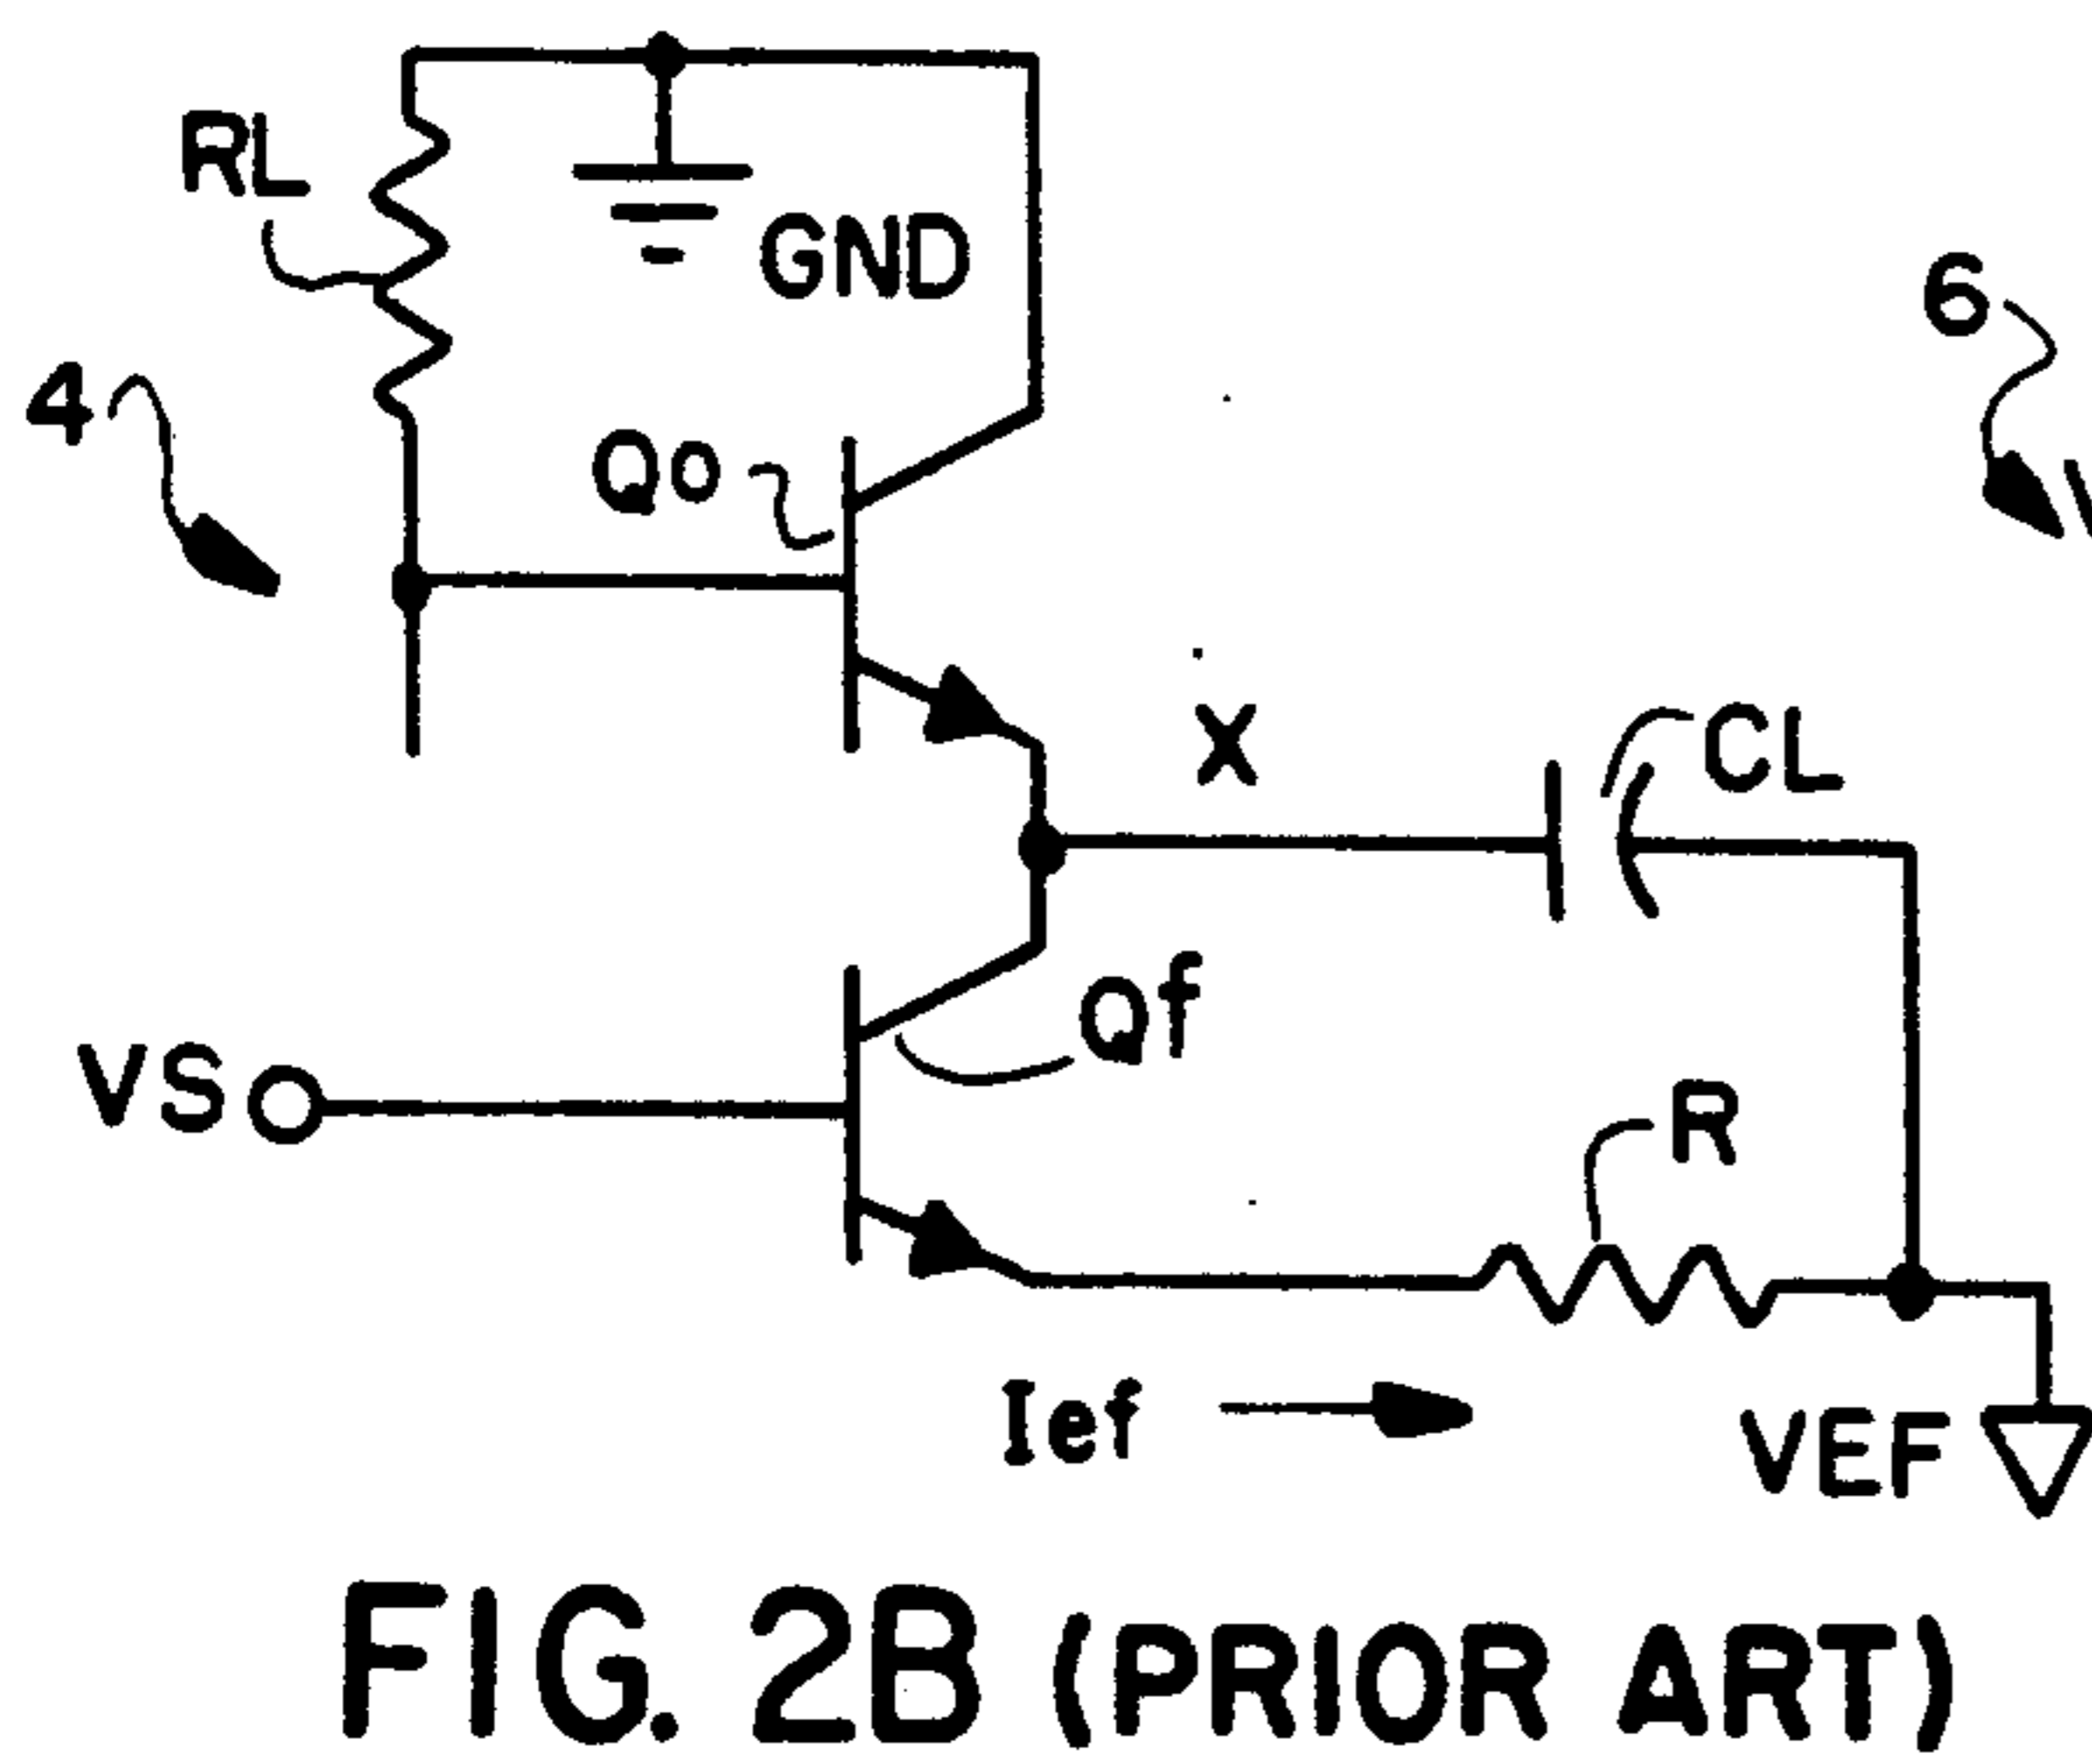 RL
GND
6
4
Qo
X
CL
Qf
VS
R
Ief
VEF
FIG. 2B (PRIOR ART)